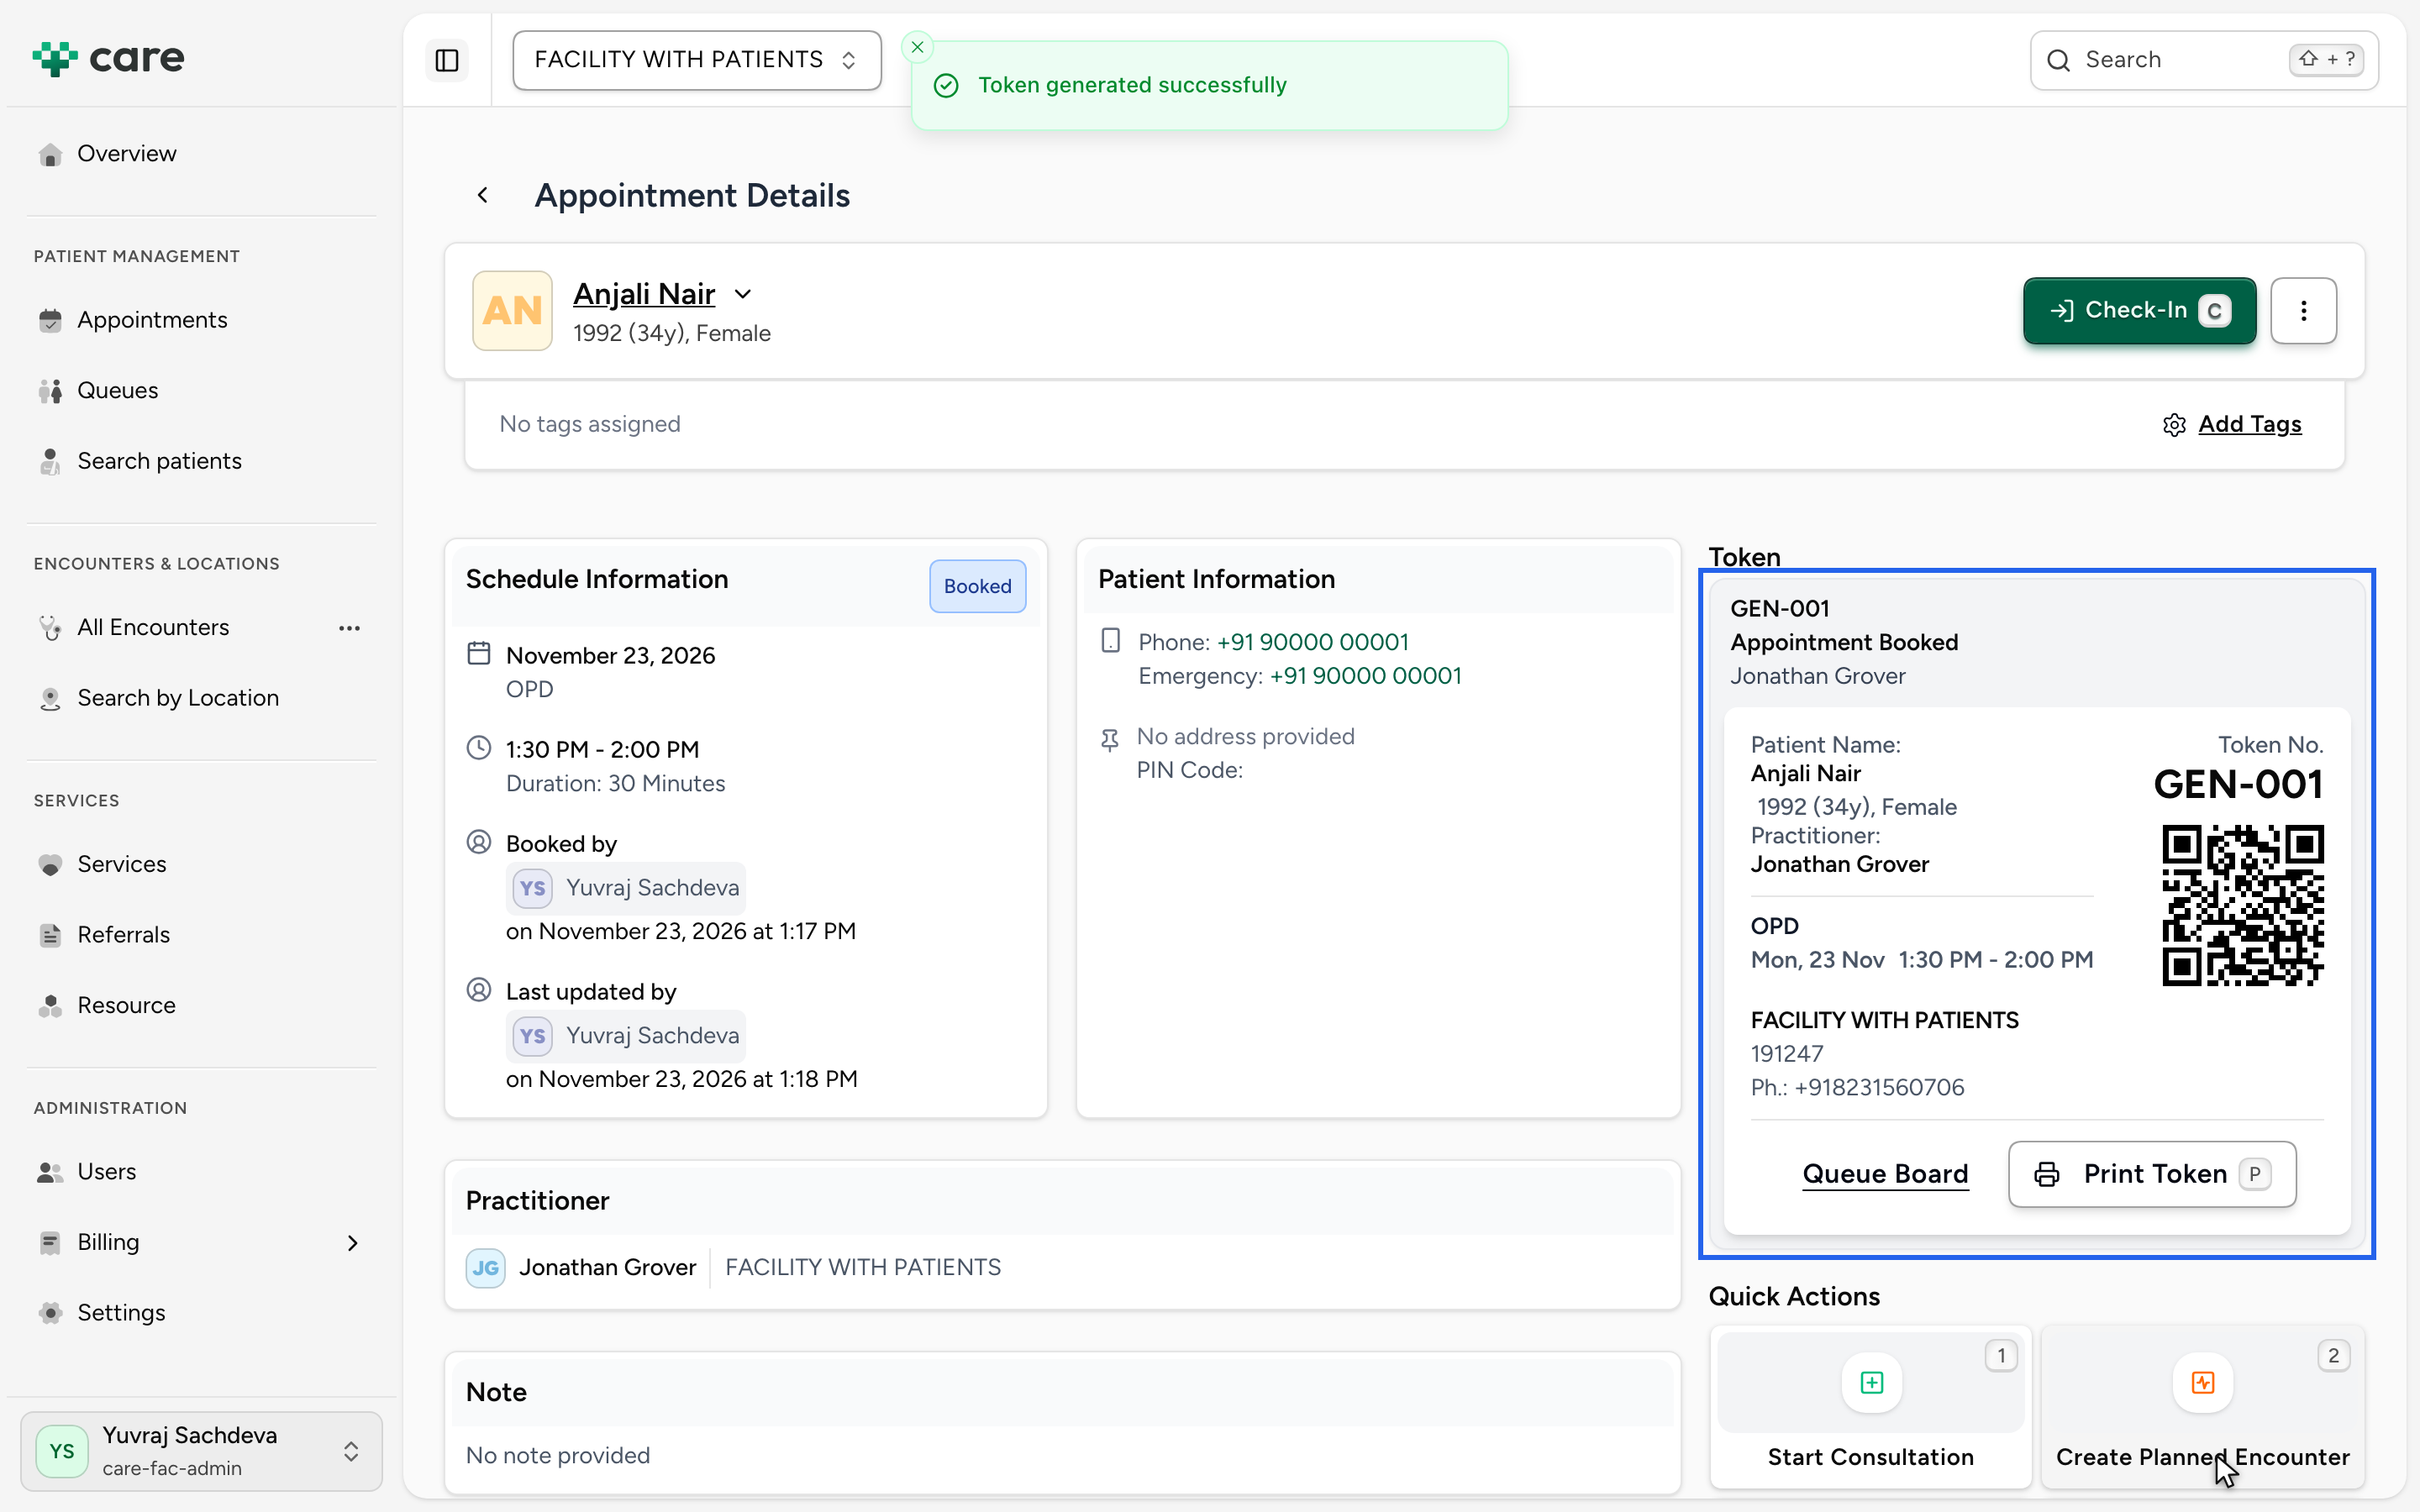 care
FACILITY WITH PATIENTS
Token generated successfully
Search
+ ?
Overview
PATIENT MANAGEMENT
Appointments
Queues
Search patients
ENCOUNTERS & LOCATIONS
All Encounters
Search by Location
SERVICES
Services
Referrals
Resource
ADMINISTRATION
Users
Billing
Settings
YS
Yuvraj Sachdeva
care-fac-admin
Appointment Details
AN
Anjali Nair
1992 (34y), Female
Check-In C
No tags assigned
Add Tags
Schedule Information
Booked
November 23, 2026
OPD
1:30 PM - 2:00 PM
Duration: 30 Minutes
Booked by
YS Yuvraj Sachdeva
on November 23, 2026 at 1:17 PM
Last updated by
YS Yuvraj Sachdeva
on November 23, 2026 at 1:18 PM
Patient Information
Phone: +91 90000 00001
Emergency: +91 90000 00001
No address provided
PIN Code:
Practitioner
JG Jonathan Grover FACILITY WITH PATIENTS
Note
No note provided
Token
GEN-001
Appointment Booked
Jonathan Grover
Patient Name:
Anjali Nair
1992 (34y), Female
Practitioner:
Jonathan Grover
Token No.
GEN-001
OPD
Mon, 23 Nov 1:30 PM - 2:00 PM
FACILITY WITH PATIENTS
191247
Ph.: +918231560706
Queue Board
Print Token P
Quick Actions
1
Start Consultation
2
Create Planned Encounter